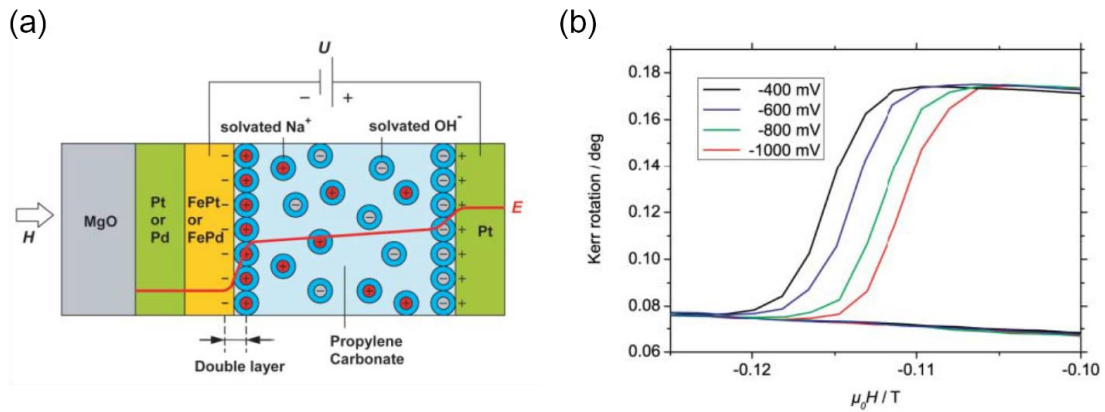 (a)
U
− +
solvated Na⁺ solvated OH⁻
MgO
Pt
or
Pd
FePt
or
FePd
H
E
Pt
Propylene
Carbonate
Double layer
(b)
Kerr rotation / deg
0.18
0.16
0.14
0.12
0.10
0.08
0.06
-400 mV
-600 mV
-800 mV
-1000 mV
-0.12 -0.11 -0.10
μ₀H / T